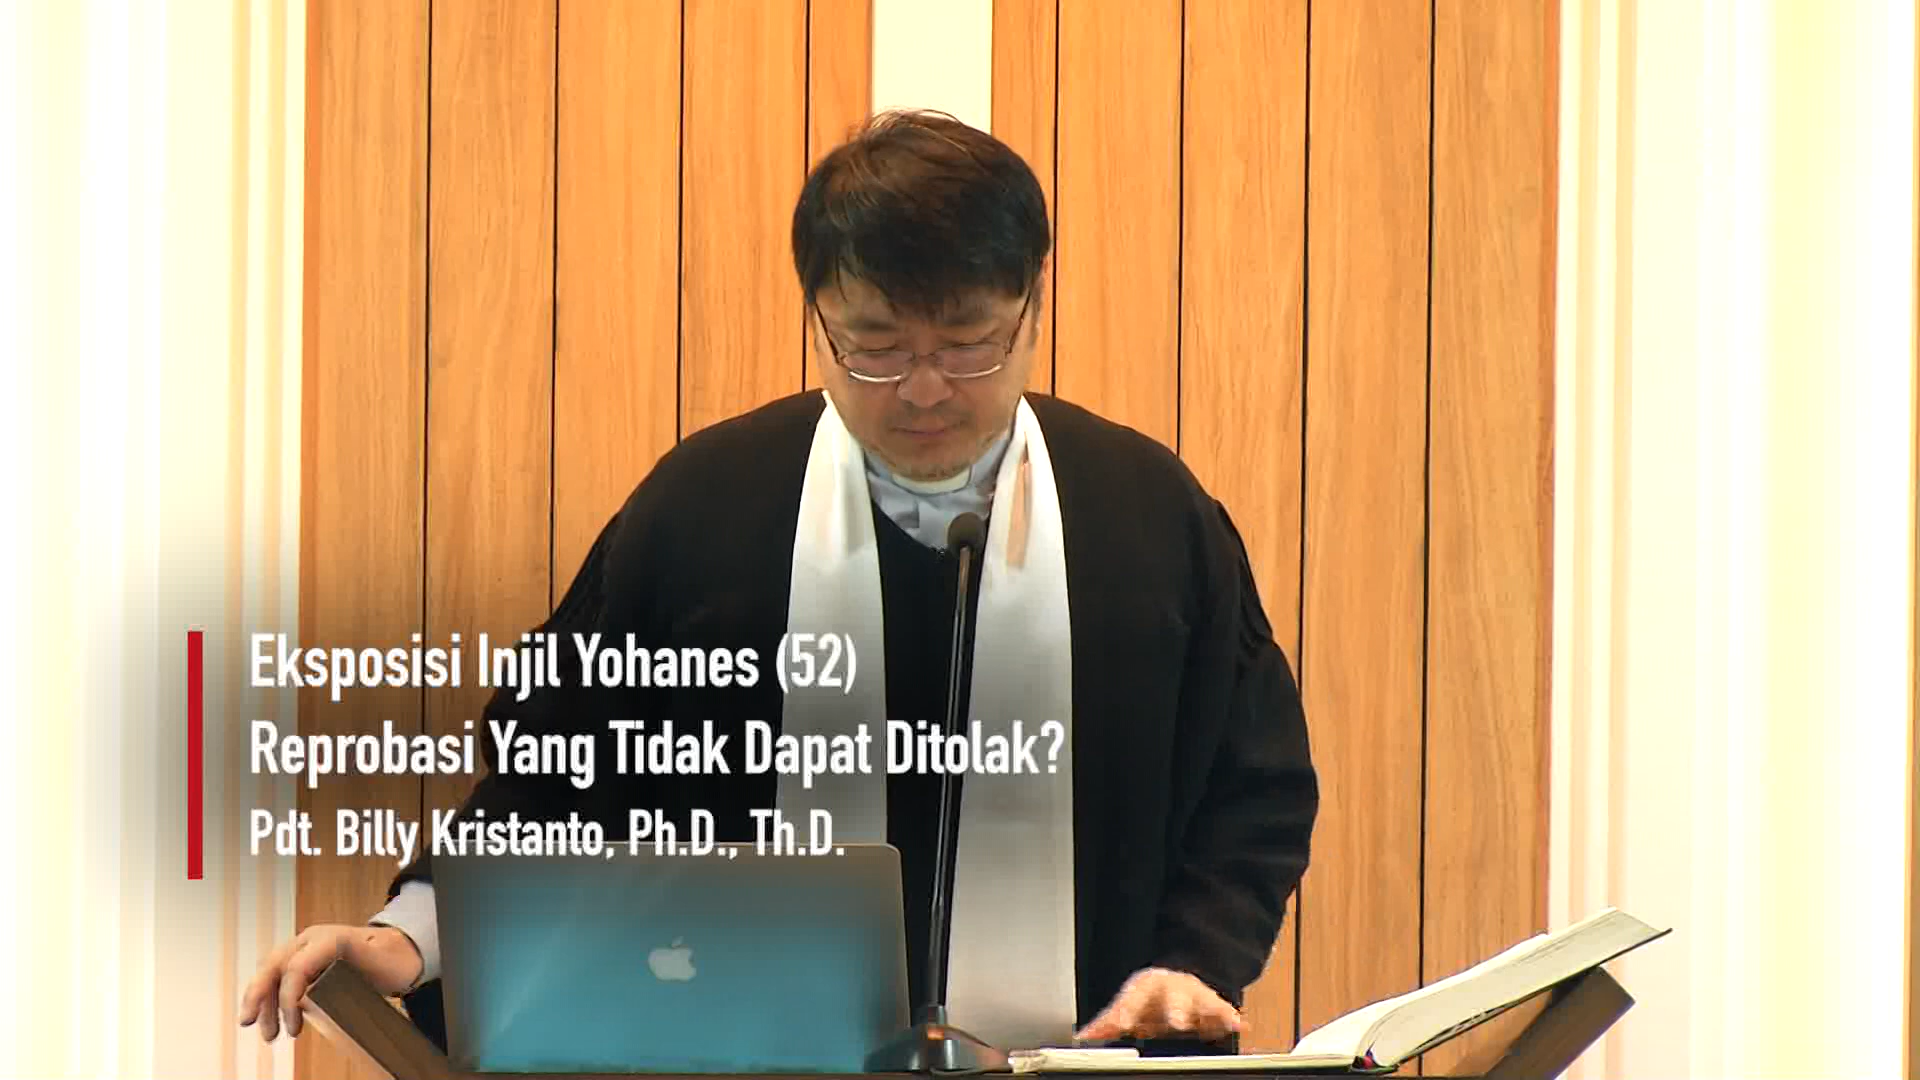 Eksposisi Injil Yohanes (52)
Reprobasi Yang Tidak Dapat Ditolak?
Pdt. Billy Kristanto, Ph.D., Th.D.